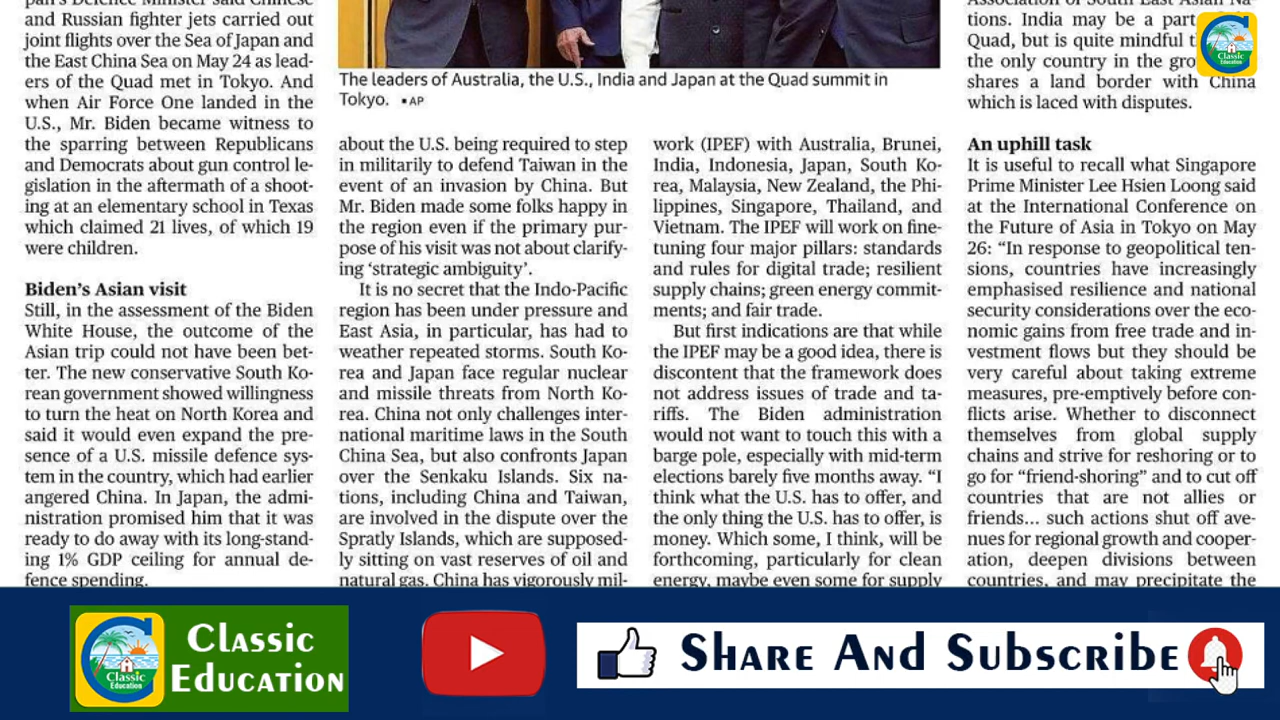 pan's Defence Minister said Chinese
and Russian fighter jets carried out
joint flights over the Sea of Japan and
the East China Sea on May 24 as lead-
ers of the Quad met in Tokyo. And
when Air Force One landed in the
U.S., Mr. Biden became witness to
the sparring between Republicans
and Democrats about gun control le-
gislation in the aftermath of a shoot-
ing at an elementary school in Texas
which claimed 21 lives, of which 19
were children.
Biden's Asian visit
Still, in the assessment of the Biden
White House, the outcome of the
Asian trip could not have been bet-
ter. The new conservative South Ko-
rean government showed willingness
to turn the heat on North Korea and
said it would even expand the pre-
sence of a U.S. missile defence sys-
tem in the country, which had earlier
angered China. In Japan, the admi-
nistration promised him that it was
ready to do away with its long-stand-
ing 1% GDP ceiling for annual de-
fence spending.
The leaders of Australia, the U.S., India and Japan at the Quad summit in
Tokyo. ▪AP
about the U.S. being required to step
in militarily to defend Taiwan in the
event of an invasion by China. But
Mr. Biden made some folks happy in
the region even if the primary pur-
pose of his visit was not about clarify-
ing ‘strategic ambiguity’.
It is no secret that the Indo-Pacific
region has been under pressure and
East Asia, in particular, has had to
weather repeated storms. South Ko-
rea and Japan face regular nuclear
and missile threats from North Ko-
rea. China not only challenges inter-
national maritime laws in the South
China Sea, but also confronts Japan
over the Senkaku Islands. Six na-
tions, including China and Taiwan,
are involved in the dispute over the
Spratly Islands, which are supposed-
ly sitting on vast reserves of oil and
natural gas. China has vigorously mil-
work (IPEF) with Australia, Brunei,
India, Indonesia, Japan, South Ko-
rea, Malaysia, New Zealand, the Phi-
lippines, Singapore, Thailand, and
Vietnam. The IPEF will work on fine-
tuning four major pillars: standards
and rules for digital trade; resilient
supply chains; green energy commit-
ments; and fair trade.
But first indications are that while
the IPEF may be a good idea, there is
discontent that the framework does
not address issues of trade and ta-
riffs. The Biden administration
would not want to touch this with a
barge pole, especially with mid-term
elections barely five months away. “I
think what the U.S. has to offer, and
the only thing the U.S. has to offer, is
money. Which some, I think, will be
forthcoming, particularly for clean
energy, maybe even some for supply
Association of South East Asian Na-
tions. India may be a part
Quad, but is quite mindful
the only country in the
shares a land border with China
which is laced with disputes.
An uphill task
It is useful to recall what Singapore
Prime Minister Lee Hsien Loong said
at the International Conference on
the Future of Asia in Tokyo on May
26: “In response to geopolitical ten-
sions, countries have increasingly
emphasised resilience and national
security considerations over the eco-
nomic gains from free trade and in-
vestment flows but they should be
very careful about taking extreme
measures, pre-emptively before con-
flicts arise. Whether to disconnect
themselves from global supply
chains and strive for reshoring or to
go for “friend-shoring” and to cut off
countries that are not allies or
friends... such actions shut off ave-
nues for regional growth and cooper-
ation, deepen divisions between
countries, and may precipitate the
Classic
Education
Classic
Education
Classic
Education
Share And Subscribe